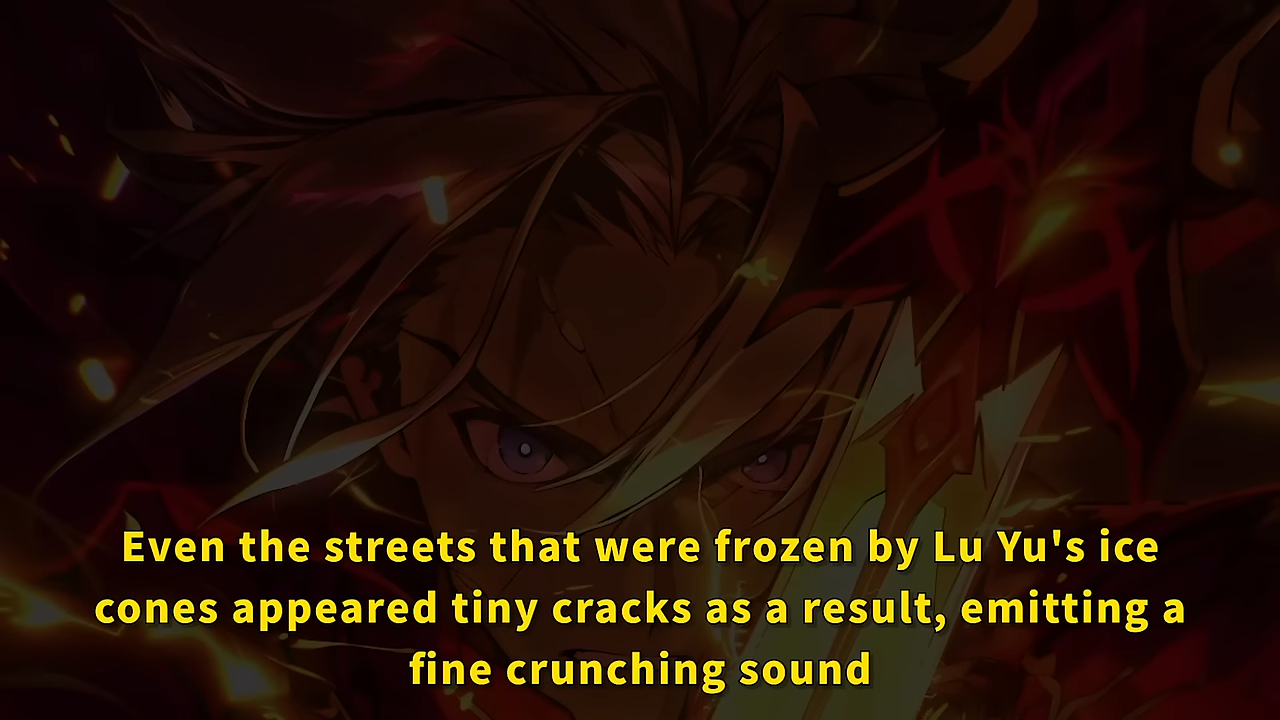 Even the streets that were frozen by Lu Yu's ice
cones appeared tiny cracks as a result, emitting a
fine crunching sound